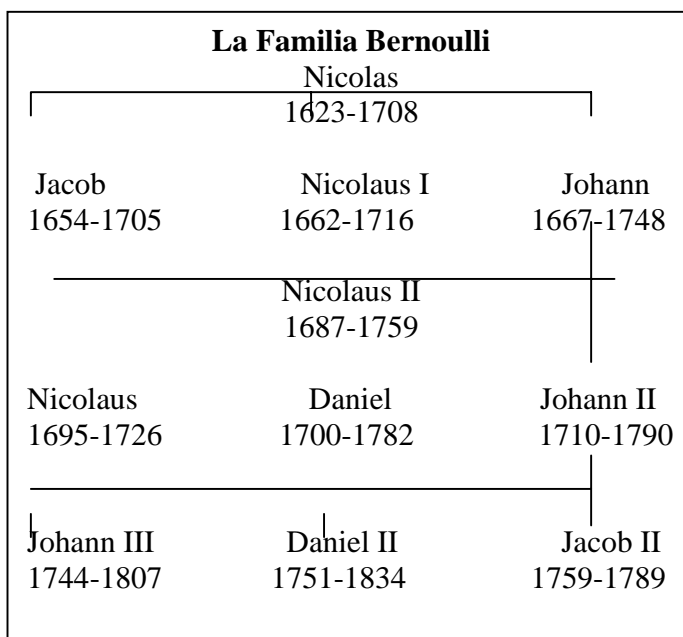 La Familia Bernoulli
Nicolas
1623-1708
Jacob Nicolaus I Johann
1654-1705 1662-1716 1667-1748
Nicolaus II
1687-1759
Nicolaus Daniel Johann II
1695-1726 1700-1782 1710-1790
Johann III Daniel II Jacob II
1744-1807 1751-1834 1759-1789